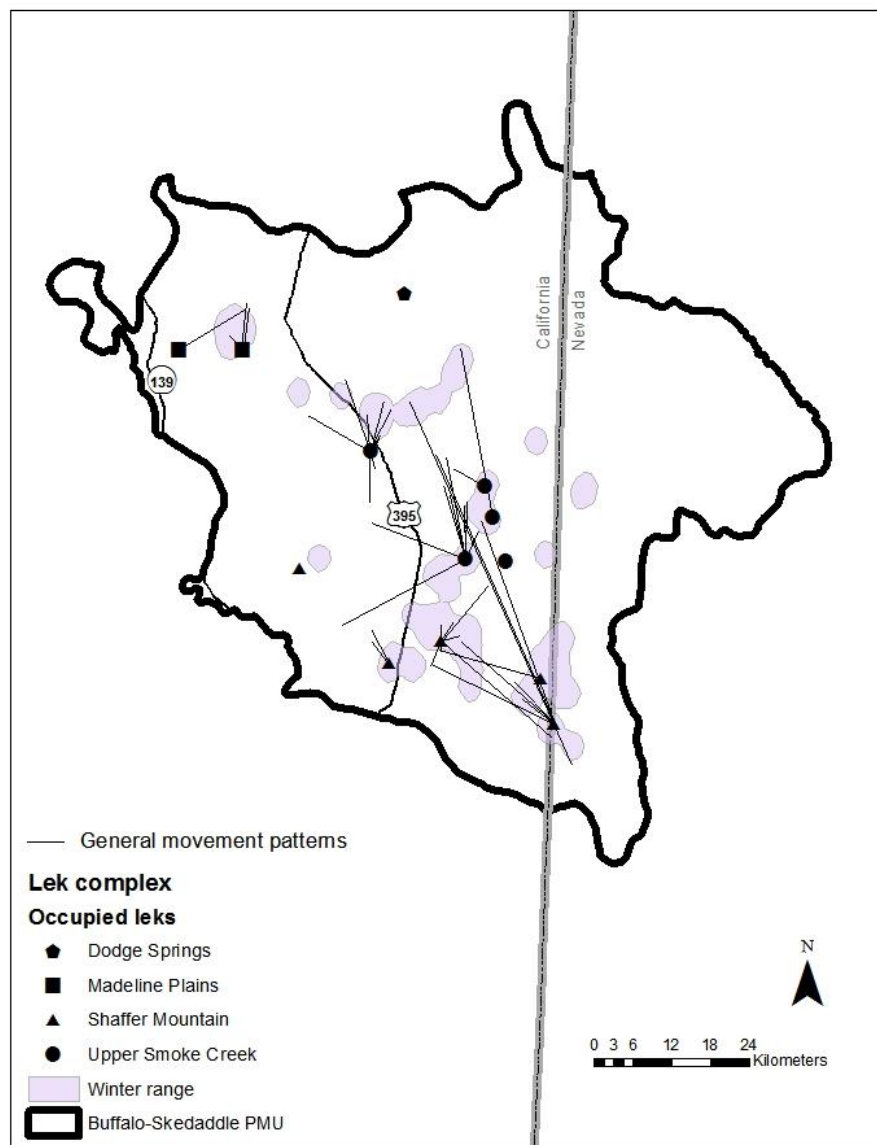 California
Nevada
139
395
General movement patterns
Lek complex
Occupied leks
Dodge Springs
Madeline Plains
Shaffer Mountain
Upper Smoke Creek
Winter range
Buffalo-Skedaddle PMU
N
0 3 6 12 18 24
Kilometers